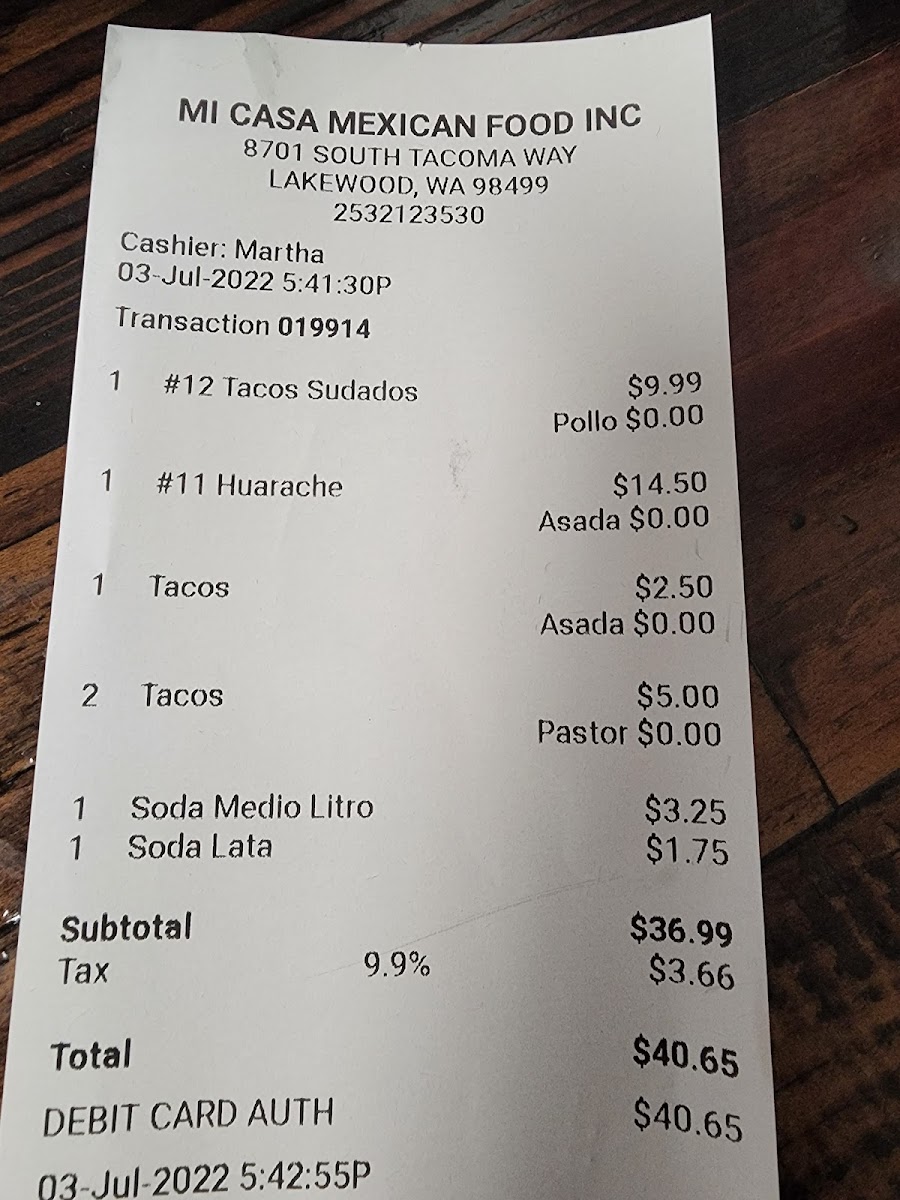 MI CASA MEXICAN FOOD INC
8701 SOUTH TACOMA WAY
LAKEWOOD, WA 98499
2532123530
Cashier: Martha
03-Jul-2022 5:41:30P
Transaction 019914
1 #12 Tacos Sudados $9.99
Pollo $0.00
1 #11 Huarache $14.50
Asada $0.00
1 Tacos $2.50
Asada $0.00
2 Tacos $5.00
Pastor $0.00
1 Soda Medio Litro $3.25
1 Soda Lata $1.75
Subtotal $36.99
Tax 9.9% $3.66
Total $40.65
DEBIT CARD AUTH $40.65
03-Jul-2022 5:42:55P